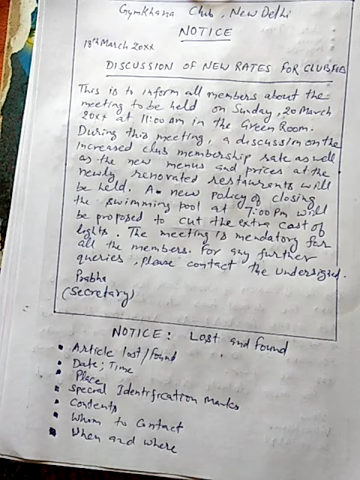 Gymkhana Club, New Delhi
NOTICE
18th March 20xx
DISCUSSION OF NEW RATES FOR CLUB FEES
This is to inform all members about the
meeting to be held on Sunday, 20 March
20xx at 11:00 am in the Green Room.
During this meeting, a discussion on the
increased club membership rate as well
as the new menus and prices at the
newly renovated restaurants will
be held. A new policy of closing
the swimming pool at 7:00 Pm will
be proposed to cut the extra cost of
lights. The meeting is mandatory for
all the members. For any further
queries, please contact the undersigned.
Prabha
(Secretary)
NOTICE: Lost and Found
Article lost/found
Date; Time
Place
Special Identification marks
Contents
Whom to Contact
When and where